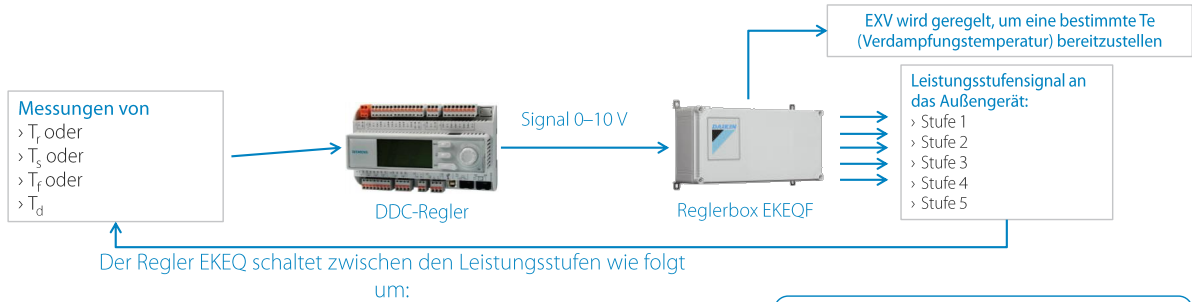 EXV wird geregelt, um eine bestimmte Te
(Verdampfungstemperatur) bereitzustellen
Messungen von
› Tr oder
› Ts oder
› Tf oder
› Td
SIEMENS
DDC-Regler
Signal 0–10 V
DAIKIN
Reglerbox EKEQF
Leistungsstufensignal an
das Außengerät:
› Stufe 1
› Stufe 2
› Stufe 3
› Stufe 4
› Stufe 5
Der Regler EKEQ schaltet zwischen den Leistungsstufen wie folgt
um: